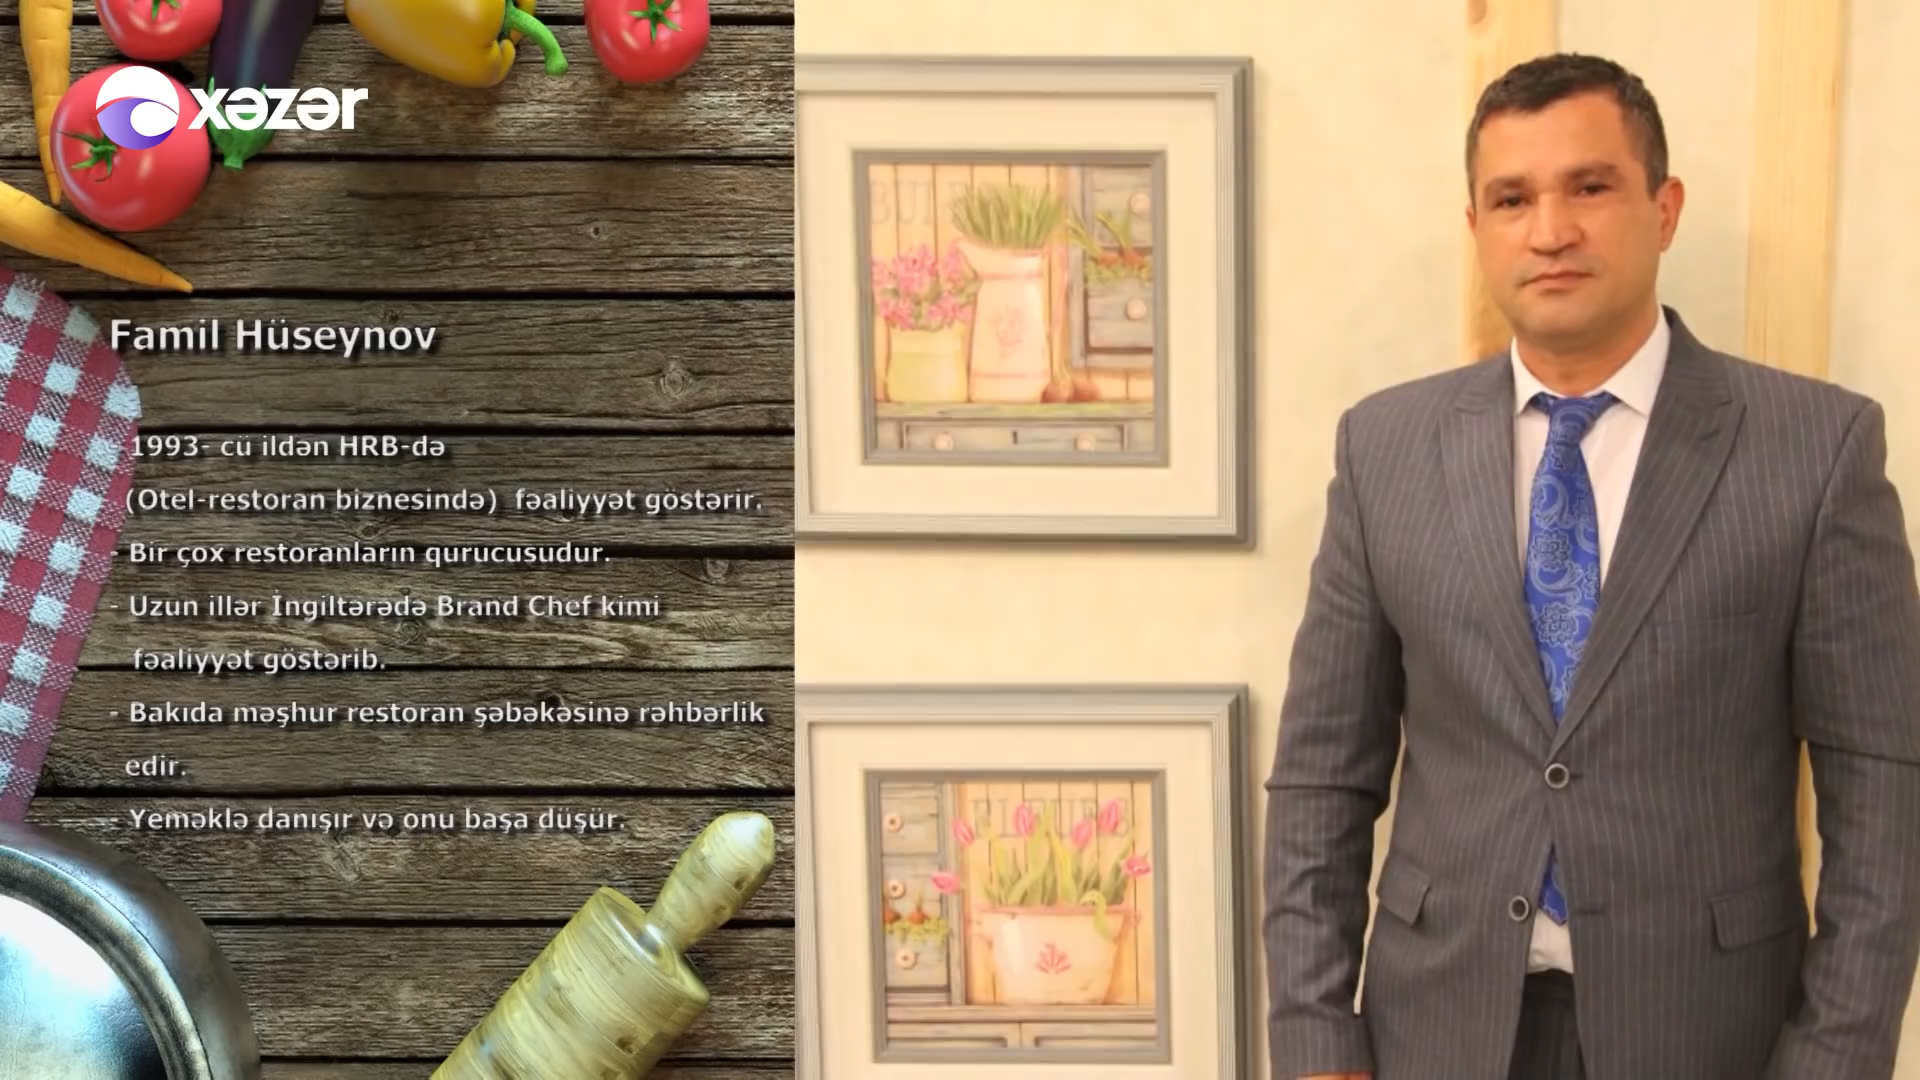 xəzər
Famil Hüseynov
- 1993- cü ildən HRB-də
(Otel-restoran biznesində) fəaliyyət göstərir.
- Bir çox restoranların qurucusudur.
- Uzun illər İngiltərədə Brand Chef kimi
fəaliyyət göstərib.
- Bakıda məşhur restoran şəbəkəsinə rəhbərlik
edir.
- Yeməklə danışır və onu başa düşür.